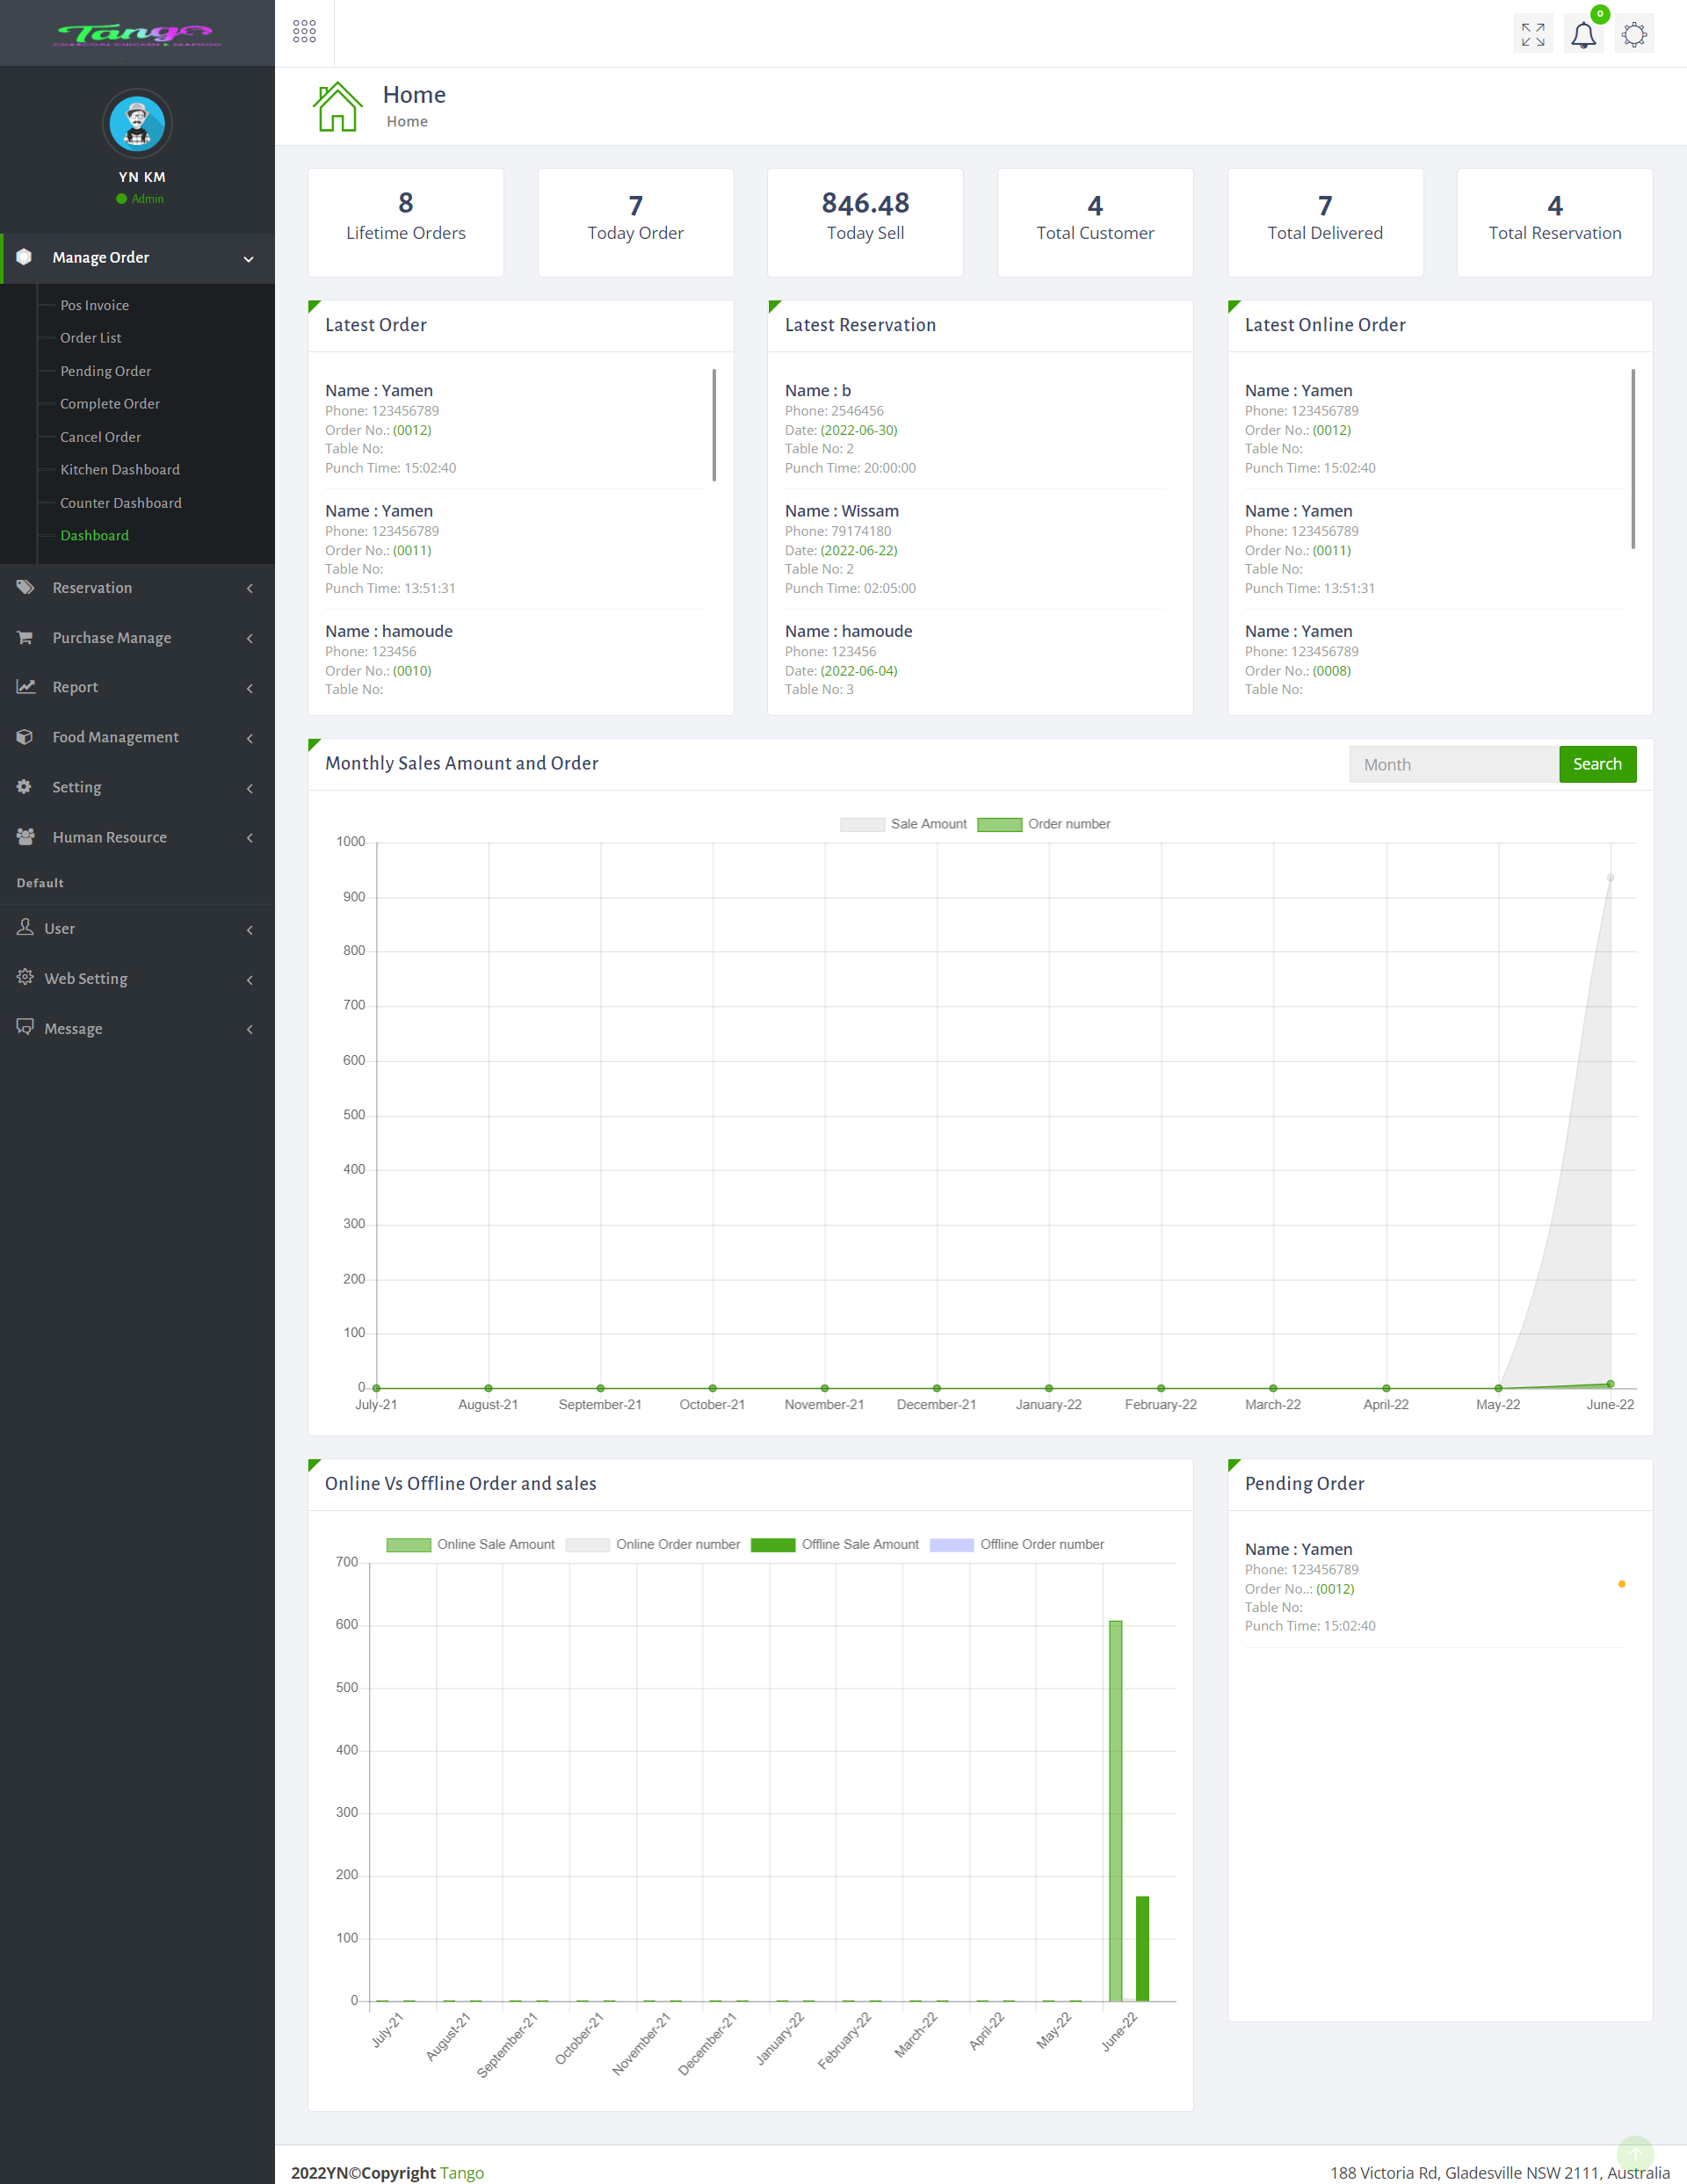 Tango
CHARCOAL CHICKEN & SEAFOOD
YN KM
Admin
Manage Order
Pos Invoice
Order List
Pending Order
Complete Order
Cancel Order
Kitchen Dashboard
Counter Dashboard
Dashboard
Reservation
Purchase Manage
Report
Food Management
Setting
Human Resource
Default
User
Web Setting
Message
0
Home
Home
8
Lifetime Orders
7
Today Order
846.48
Today Sell
4
Total Customer
7
Total Delivered
4
Total Reservation
Latest Order
Name : Yamen
Phone: 123456789
Order No.: (0012)
Table No:
Punch Time: 15:02:40
Name : Yamen
Phone: 123456789
Order No.: (0011)
Table No:
Punch Time: 13:51:31
Name : hamoude
Phone: 123456
Order No.: (0010)
Table No:
Latest Reservation
Name : b
Phone: 2546456
Date: (2022-06-30)
Table No: 2
Punch Time: 20:00:00
Name : Wissam
Phone: 79174180
Date: (2022-06-22)
Table No: 2
Punch Time: 02:05:00
Name : hamoude
Phone: 123456
Date: (2022-06-04)
Table No: 3
Latest Online Order
Name : Yamen
Phone: 123456789
Order No.: (0012)
Table No:
Punch Time: 15:02:40
Name : Yamen
Phone: 123456789
Order No.: (0011)
Table No:
Punch Time: 13:51:31
Name : Yamen
Phone: 123456789
Order No.: (0008)
Table No:
Monthly Sales Amount and Order
Month
Search
Sale Amount Order number
1000
900
800
700
600
500
400
300
200
100
0
July-21 August-21 September-21 October-21 November-21 December-21 January-22 February-22 March-22 April-22 May-22 June-22
Online Vs Offline Order and sales
Online Sale Amount Online Order number Offline Sale Amount Offline Order number
700
600
500
400
300
200
100
0
July-21 August-21 September-21 October-21 November-21 December-21 January-22 February-22 March-22 April-22 May-22 June-22
Pending Order
Name : Yamen
Phone: 123456789
Order No..: (0012)
Table No:
Punch Time: 15:02:40
2022YN©Copyright Tango
188 Victoria Rd, Gladesville NSW 2111, Australia